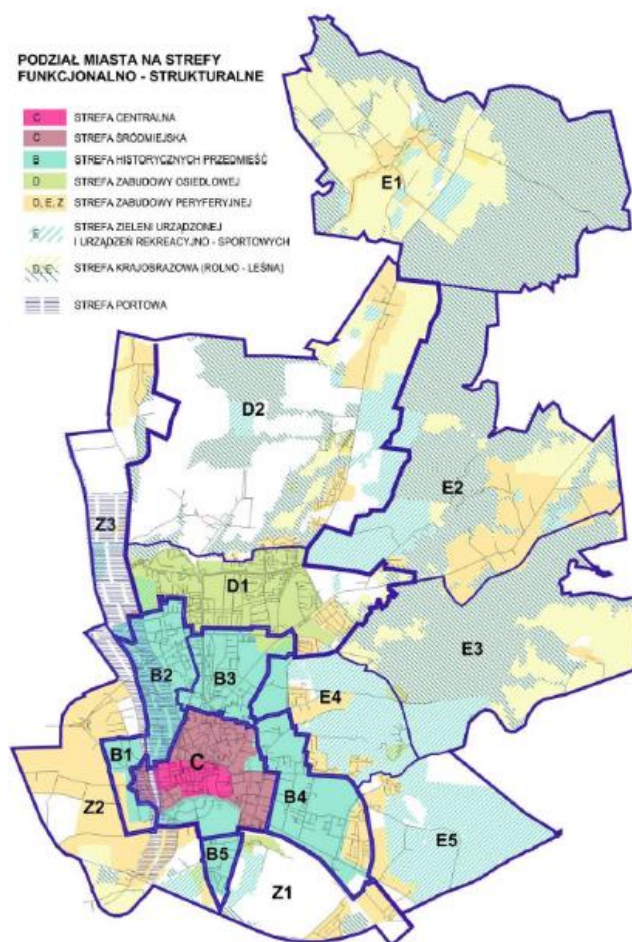 PODZIAŁ MIASTA NA STREFY
FUNKCJONALNO - STRUKTURALNE
C STREFA CENTRALNA
C STREFA ŚRÓDMIEJSKA
B STREFA HISTORYCZNYCH PRZEDMIEŚĆ
D STREFA ZABUDOWY OSIEDLOWEJ
D, E, Z STREFA ZABUDOWY PERYFERYJNEJ
E STREFA ZIELENI URZĄDZONEJ
I URZĄDZEŃ REKREACYJNO - SPORTOWYCH
D, E STREFA KRAJOBRAZOWA (ROLNO - LEŚNA)
STREFA PORTOWA
E1
D2
E2
Z3
D1
E3
B2
B3
E4
B1
C
Z2
B4
B5
E5
Z1